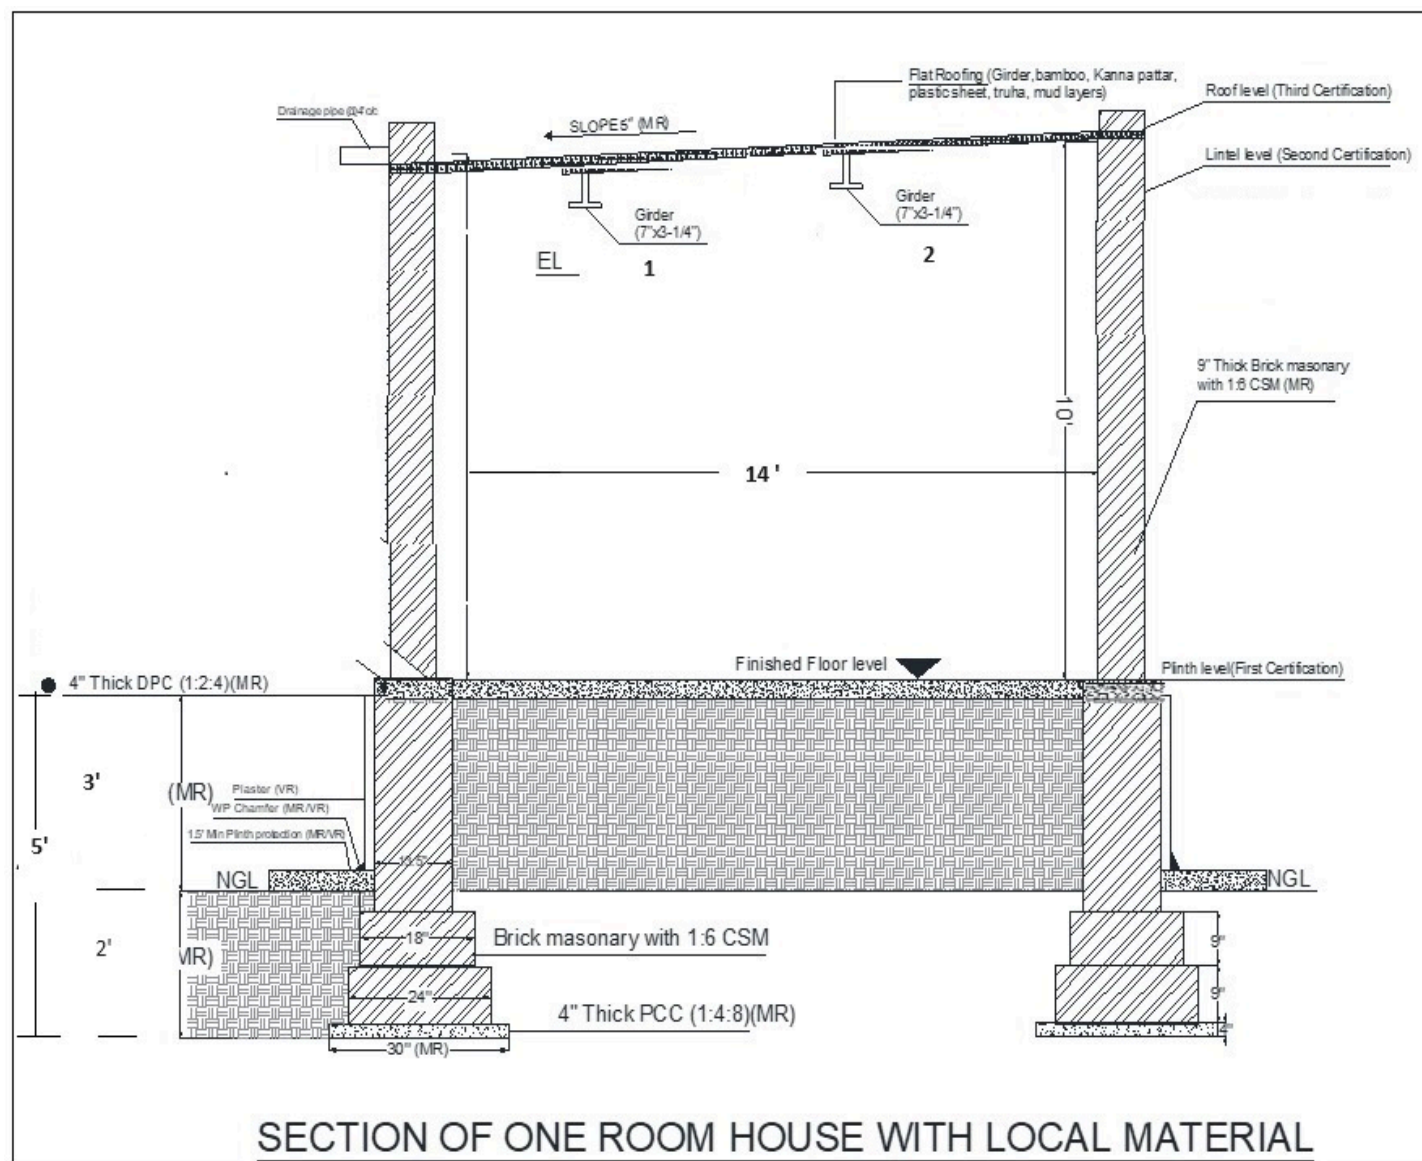 Flat Roofing (Girder, bamboo, Kanna pattar,
plastic sheet, truha, mud layers)
Roof level (Third Certification)
Drainage pipe @4' c/c
SLOPE 5" (MR)
Lintel level (Second Certification)
Girder
(7"x3-1/4")
2
Girder
(7"x3-1/4")
1
EL
9" Thick Brick masonary
with 1:6 CSM (MR)
10'
14'
Finished Floor level
Plinth level(First Certification)
4" Thick DPC (1:2:4)(MR)
3'
(MR)
Plaster (VR)
WP Chamfer (MR/VR)
1.5' Min Plinth protection (MR/VR)
5'
13.5"
NGL
NGL
2'
MR)
18"
Brick masonary with 1:6 CSM
9"
24"
9"
4" Thick PCC (1:4:8)(MR)
30" (MR)
SECTION OF ONE ROOM HOUSE WITH LOCAL MATERIAL